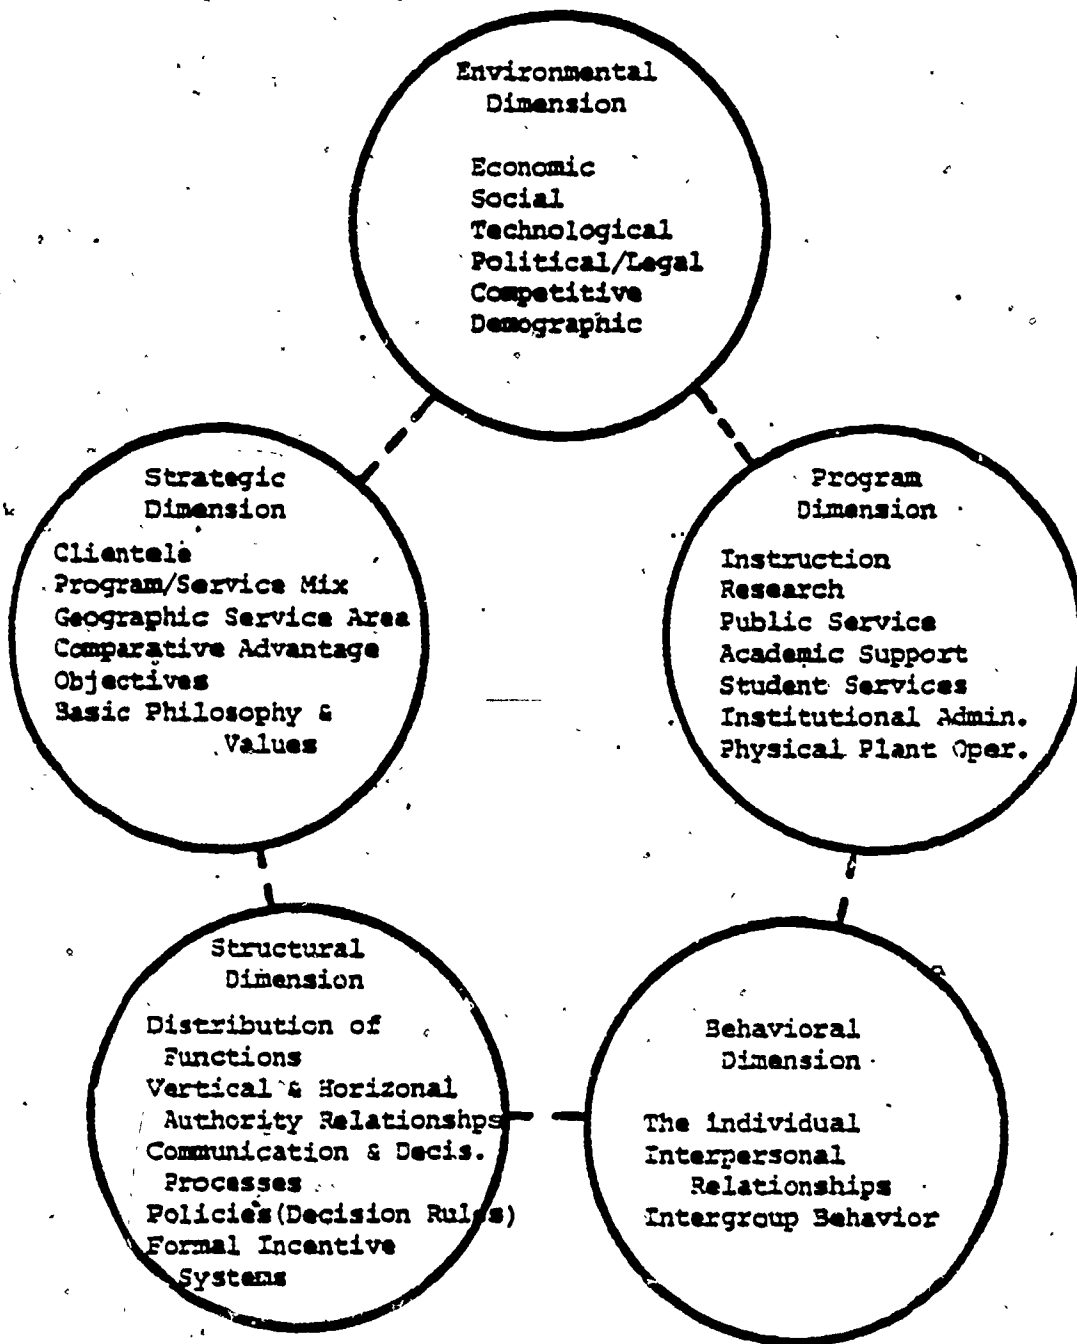 Environmental
Dimension
Economic
Social
Technological
Political/Legal
Competitive
Demographic
Strategic
Dimension
Clientele
Program/Service Mix
Geographic Service Area
Comparative Advantage
Objectives
Basic Philosophy &
Values
Program
Dimension
Instruction
Research
Public Service
Academic Support
Student Services
Institutional Admin.
Physical Plant Oper.
Structural
Dimension
Distribution of
Functions
Vertical & Horizonal
Authority Relationshps
Communication & Decis.
Processes
Policies(Decision Rules)
Formal Incentive
Systems
Behavioral
Dimension
The individual
Interpersonal
Relationships
Intergroup Behavior